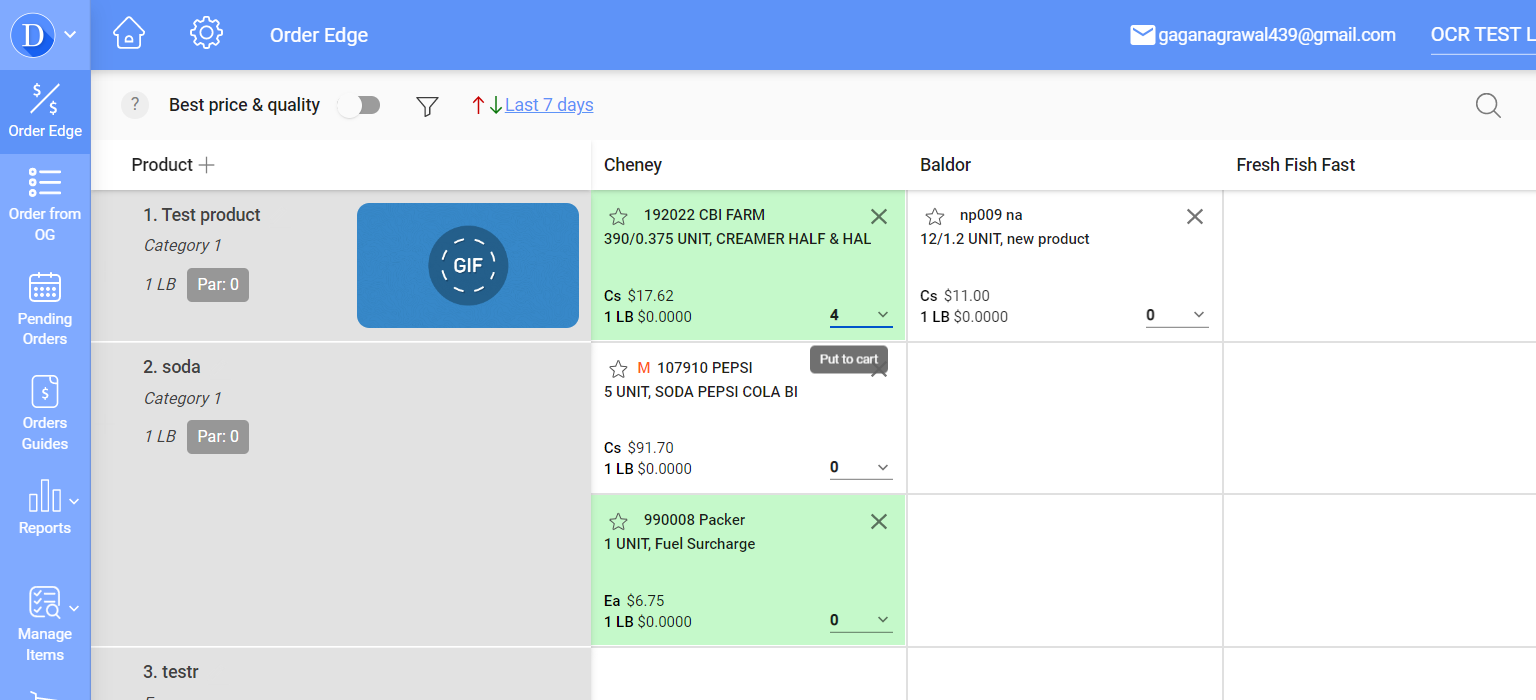 D
Order Edge
gaganagrawal439@gmail.com
OCR TEST L
$
$
Order Edge
? Best price & quality
Last 7 days
Order from
OG
Pending
Orders
$
Orders
Guides
Reports
Manage
Items
Product
Cheney
Baldor
Fresh Fish Fast
1. Test product
Category 1
1 LB Par: 0
GIF
192022 CBI FARM
390/0.375 UNIT, CREAMER HALF & HAL
Cs $17.62
1 LB $0.0000
4
np009 na
12/1.2 UNIT, new product
Cs $11.00
1 LB $0.0000
0
Put to cart
2. soda
Category 1
1 LB Par: 0
M 107910 PEPSI
5 UNIT, SODA PEPSI COLA BI
Cs $91.70
1 LB $0.0000
0
990008 Packer
1 UNIT, Fuel Surcharge
Ea $6.75
1 LB $0.0000
0
3. testr